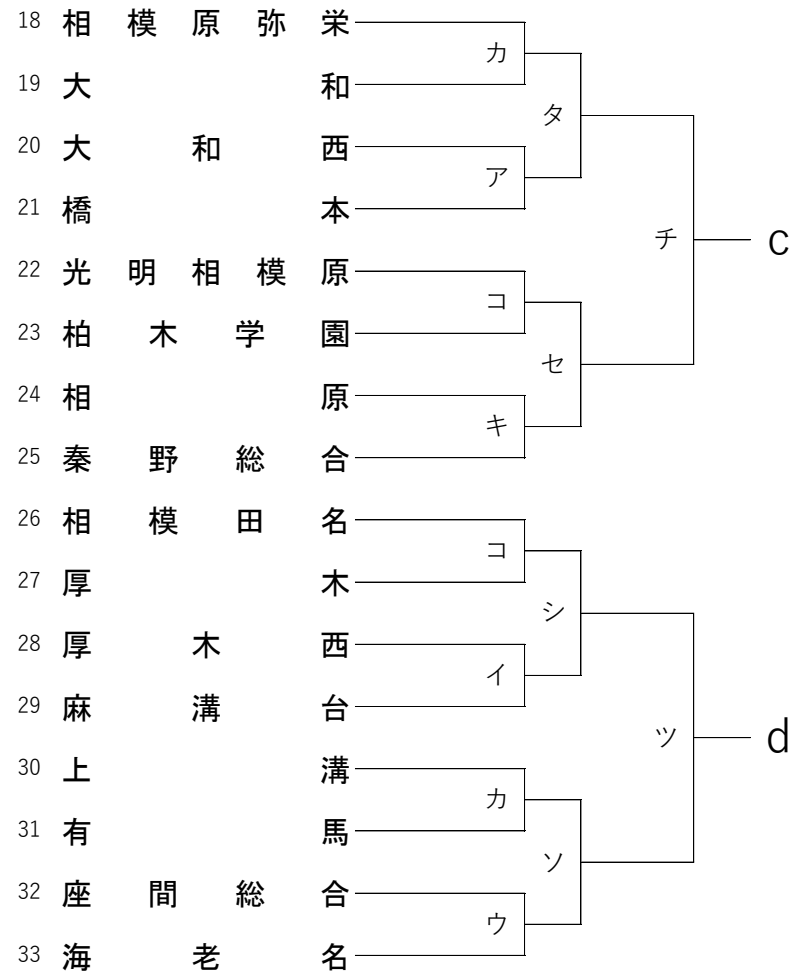 18 相模原弥栄
カ
19 大和
タ
20 大和西
ア
21 橋本
チ c
22 光明相模原
コ
23 柏木学園
セ
24 相原
キ
25 秦野総合
26 相模田名
コ
27 厚木
シ
28 厚木西
イ
29 麻溝台
ツ d
30 上溝
カ
31 有馬
ソ
32 座間総合
ウ
33 海老名